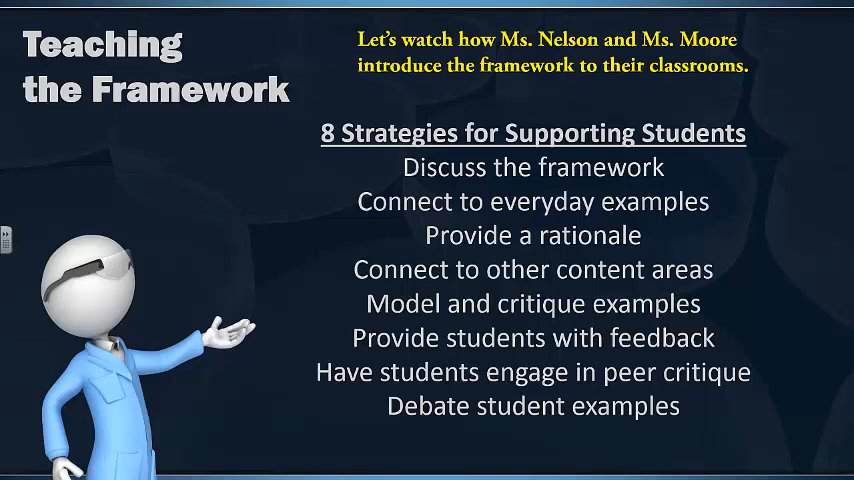 Teaching
the Framework
Let's watch how Ms. Nelson and Ms. Moore
introduce the framework to their classrooms.
8 Strategies for Supporting Students
Discuss the framework
Connect to everyday examples
Provide a rationale
Connect to other content areas
Model and critique examples
Provide students with feedback
Have students engage in peer critique
Debate student examples